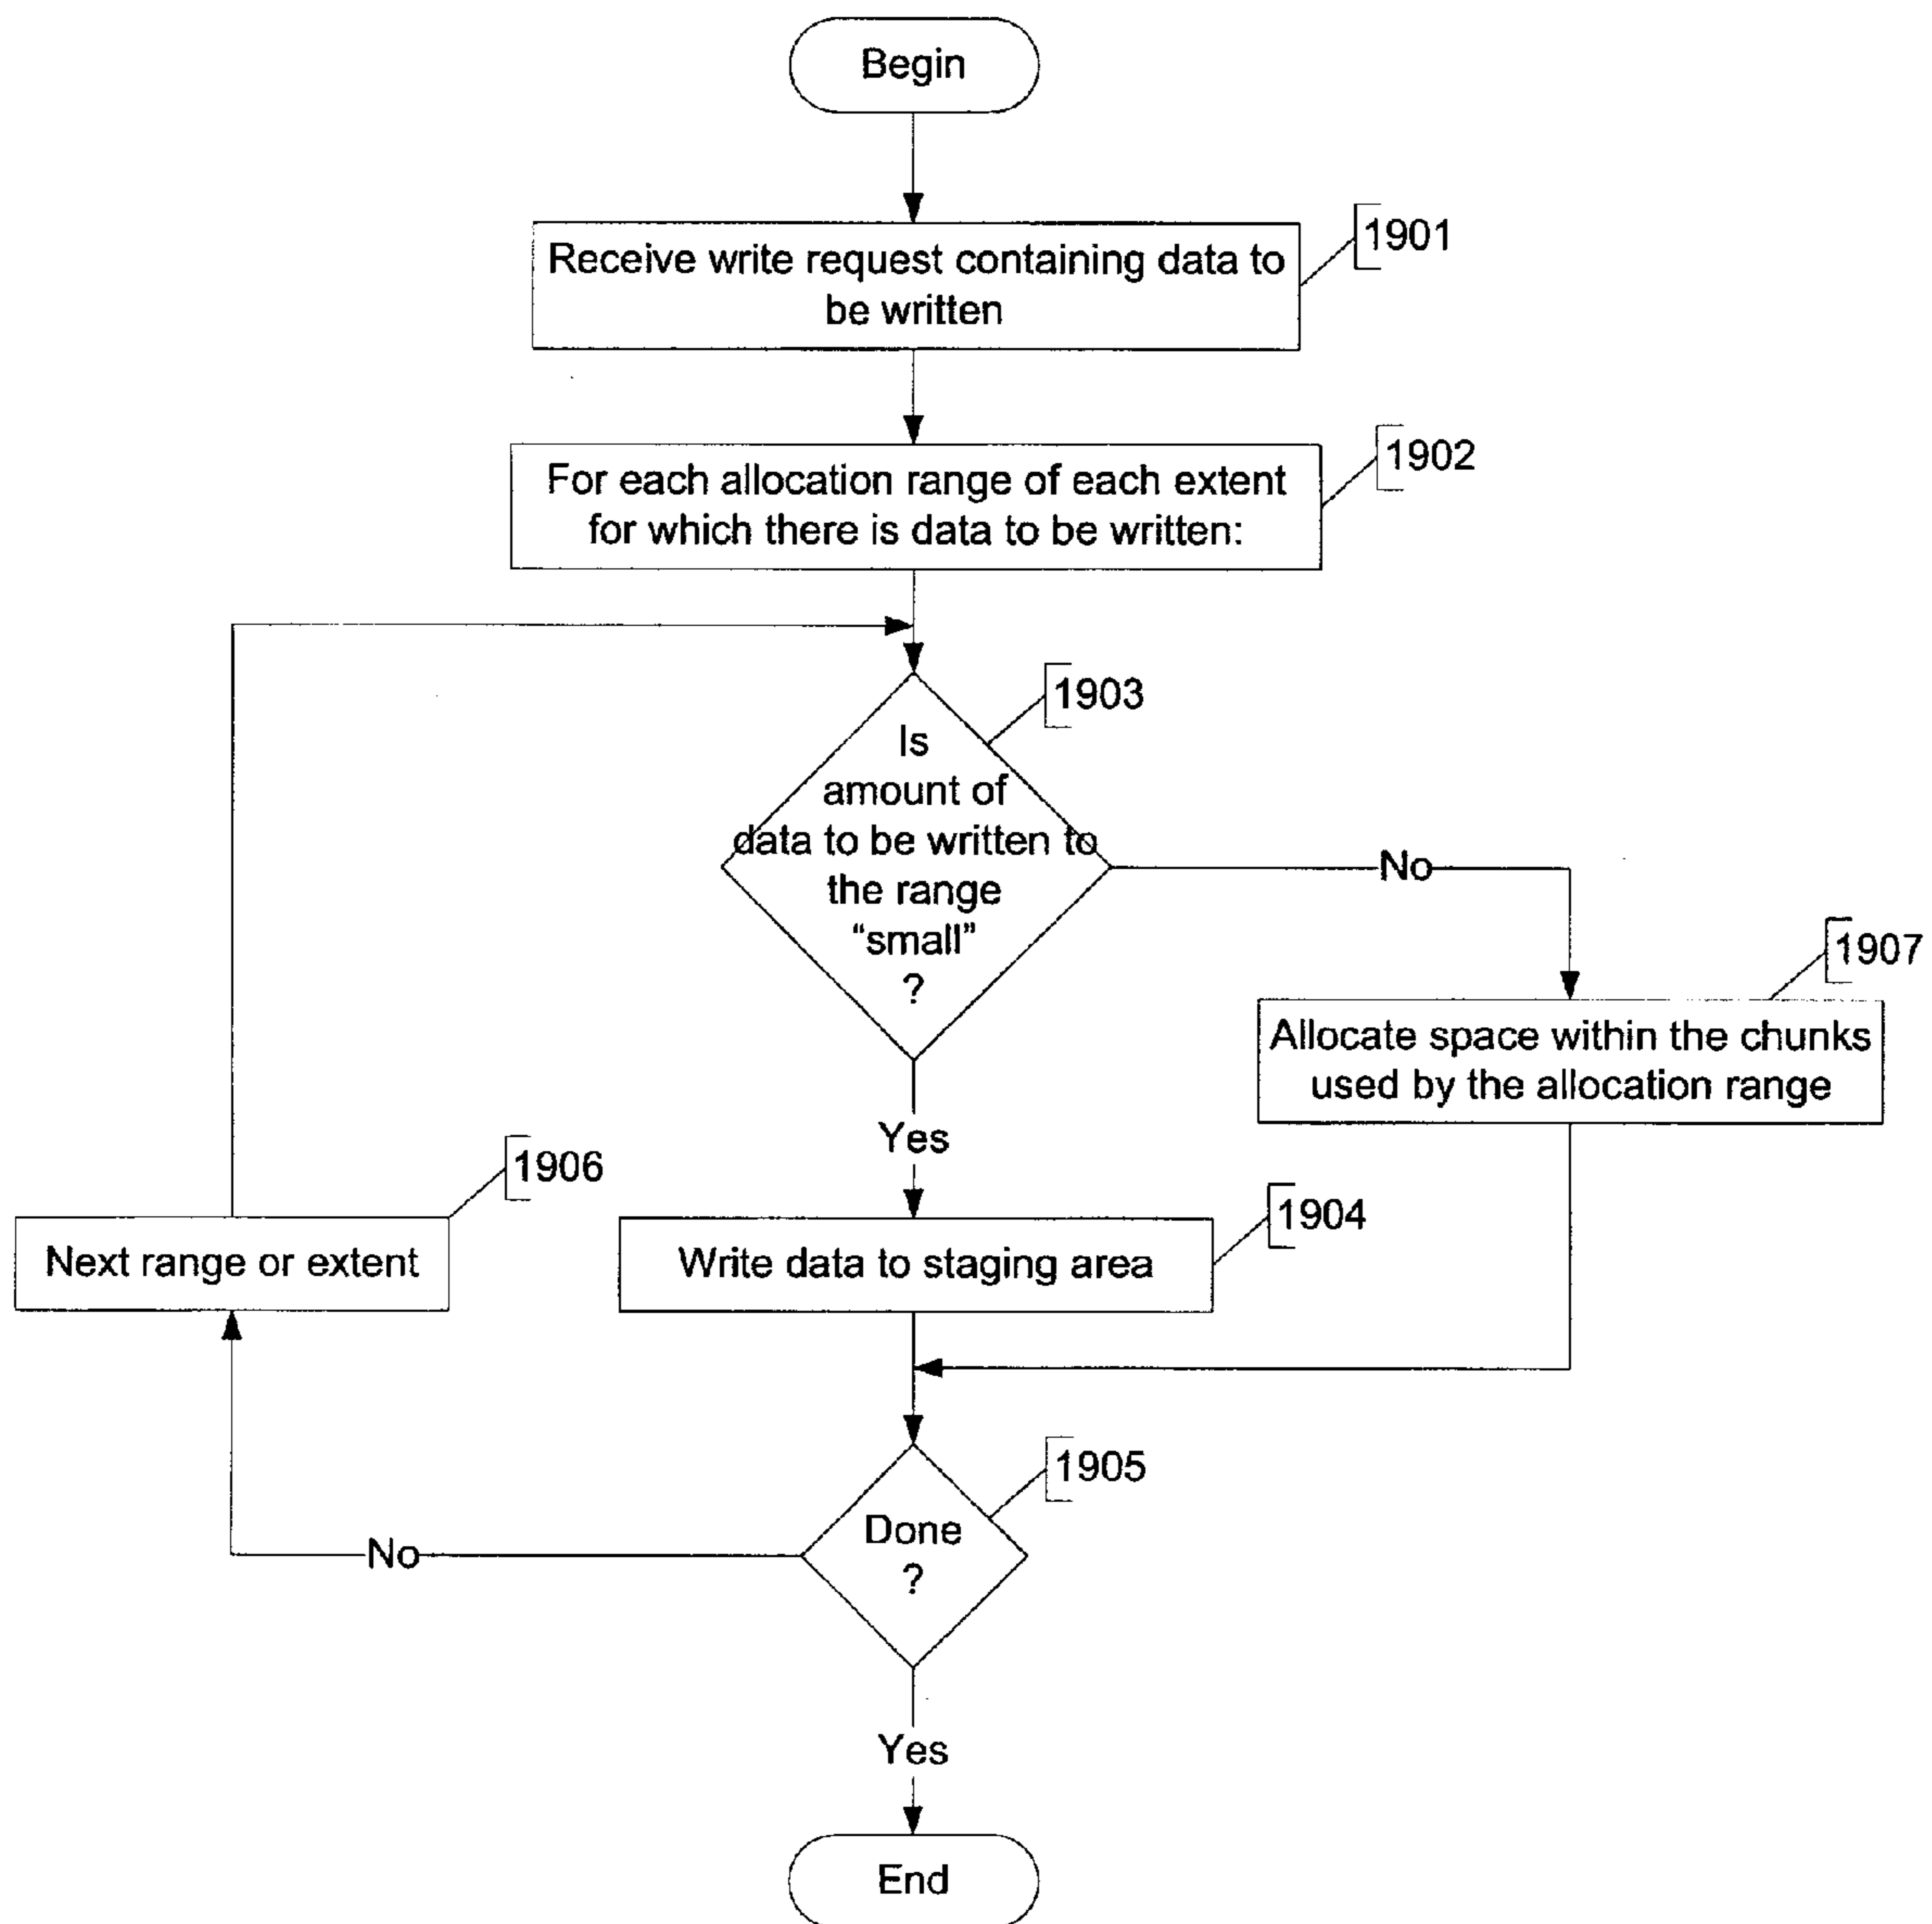 Begin
Receive write request containing data to
be written
1901
For each allocation range of each extent
for which there is data to be written:
1902
Is
amount of
data to be written to
the range
“small”
?
1903
No
Allocate space within the chunks
used by the allocation range
1907
Yes
Next range or extent
1906
Write data to staging area
1904
Done
?
1905
No
Yes
End